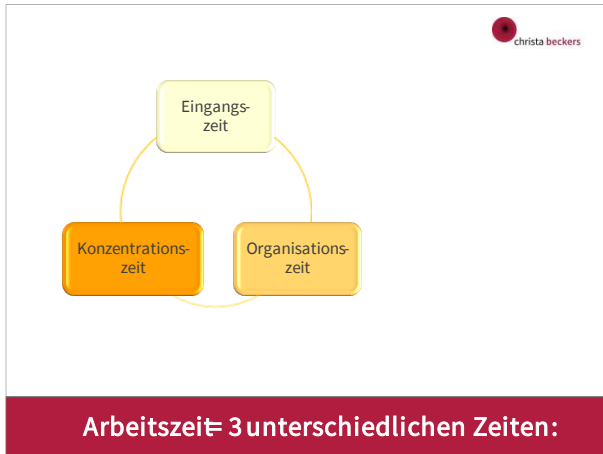 christa beckers
Eingangs-
zeit
Konzentrations-
zeit
Organisations-
zeit
Arbeitszeit= 3 unterschiedlichen Zeiten: